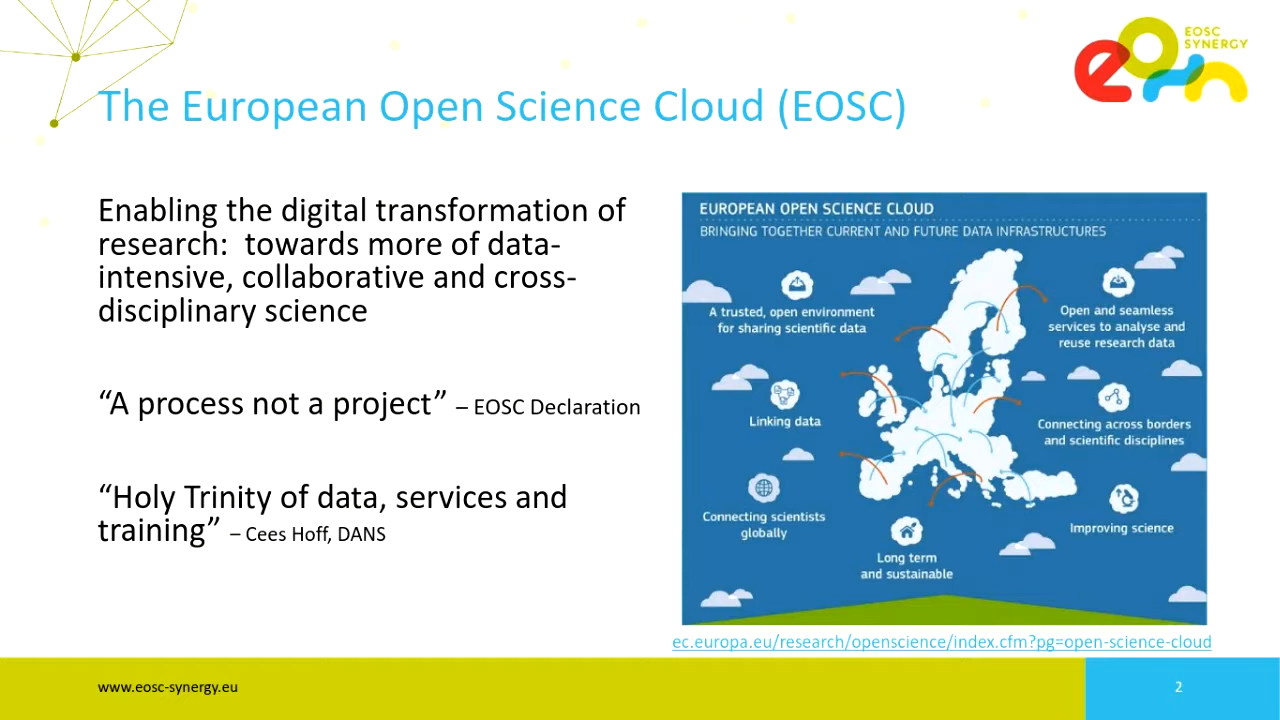 EOSC
SYNERGY
The European Open Science Cloud (EOSC)
Enabling the digital transformation of
research:  towards more of data-
intensive, collaborative and cross-
disciplinary science
“A process not a project” – EOSC Declaration
“Holy Trinity of data, services and
training” – Cees Hoff, DANS
EUROPEAN OPEN SCIENCE CLOUD
BRINGING TOGETHER CURRENT AND FUTURE DATA INFRASTRUCTURES
A trusted, open environment
for sharing scientific data
Open and seamless
services to analyse and
reuse research data
Linking data
Connecting across borders
and scientific disciplines
Connecting scientists
globally
Improving science
Long term
and sustainable
ec.europa.eu/research/openscience/index.cfm?pg=open-science-cloud
www.eosc-synergy.eu
2